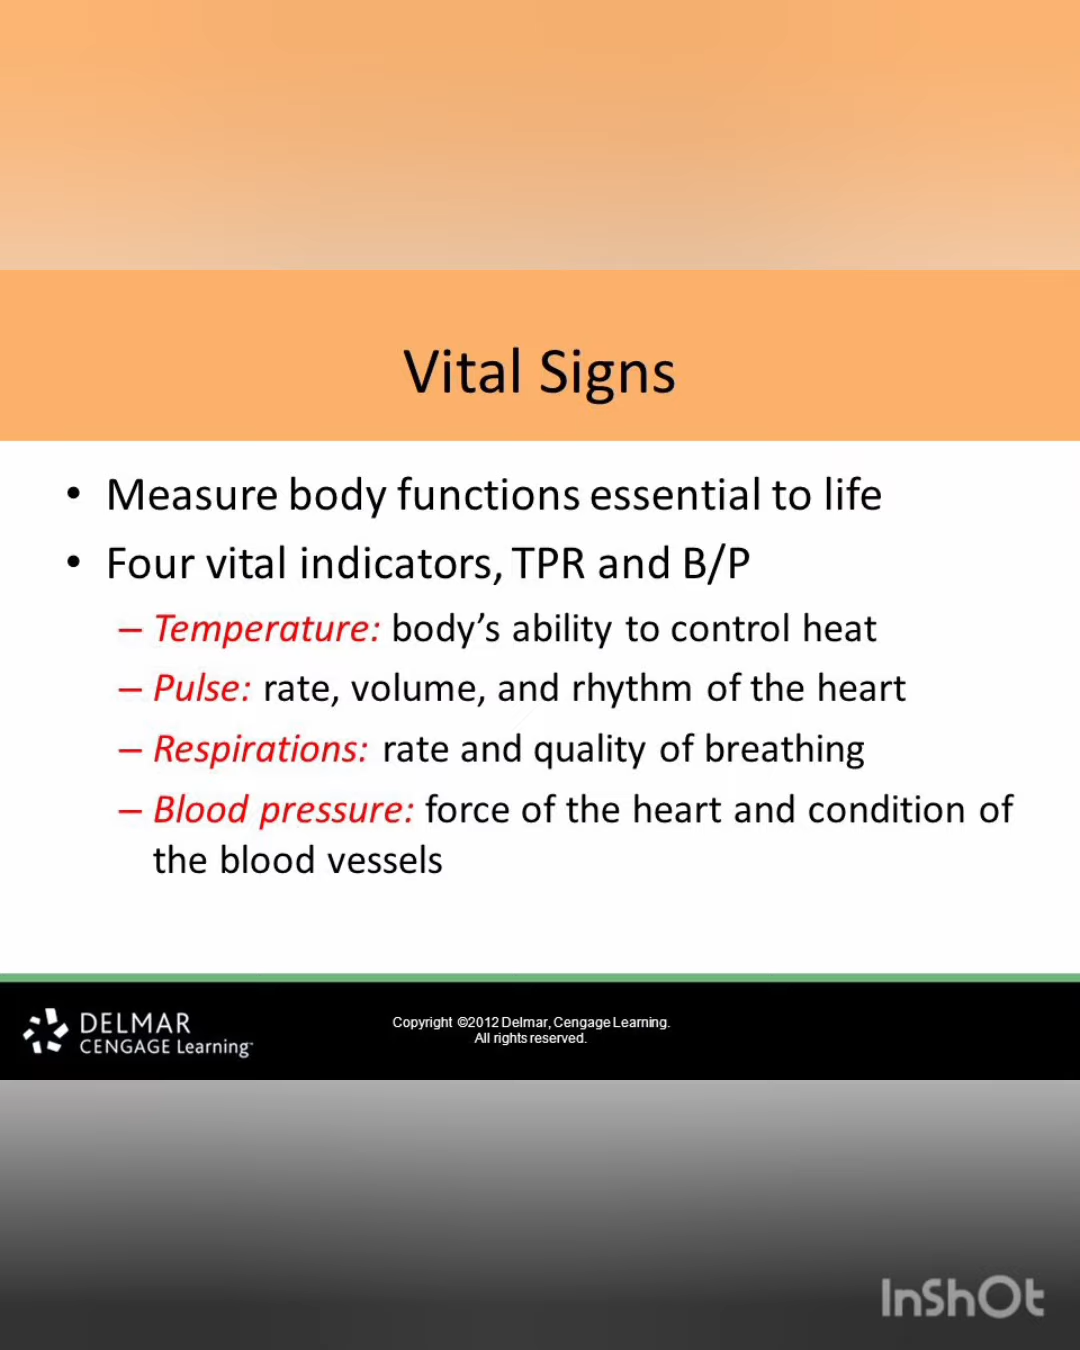 Vital Signs
• Measure body functions essential to life
• Four vital indicators, TPR and B/P
– Temperature: body's ability to control heat
– Pulse: rate, volume, and rhythm of the heart
– Respirations: rate and quality of breathing
– Blood pressure: force of the heart and condition of
the blood vessels
DELMAR
CENGAGE Learning™
Copyright ©2012 Delmar, Cengage Learning.
All rights reserved.
InShOt